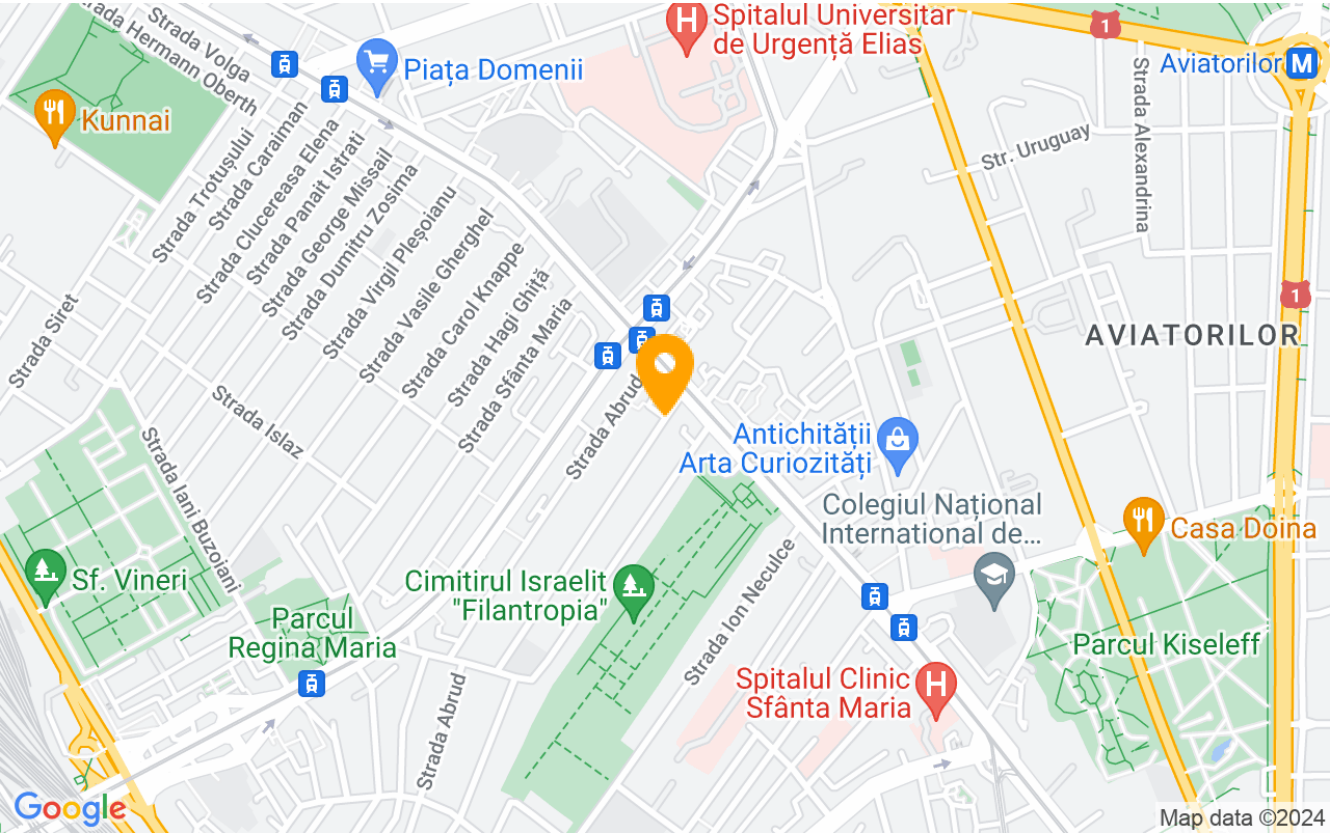 Spitalul Universitar
de Urgență Elias
1
Strada Volga
Strada Hermann Oberth
Piața Domenii
Aviatorilor
M
Kunnai
Strada Alexandrina
Str. Uruguay
Strada Trotușului
Strada Caraiman
Strada Clucereasa Elena
Strada Panait Istrati
Strada George Missail
Strada Dumitru Zosima
Strada Virgil Pleșoianu
Strada Vasile Gherghel
Strada Carol Knappe
Strada Hagi Ghiță
Strada Sfânta Maria
Strada Siret
1
AVIATORILOR
Strada Abrud
Strada Islaz
Strada Iani Buzoiani
Antichității
Arta Curiozități
Colegiul Național
International de...
Casa Doina
Sf. Vineri
Cimitirul Israelit
"Filantropia"
Strada Ion Neculce
Parcul
Regina Maria
Parcul Kiseleff
Spitalul Clinic
Sfânta Maria
H
H
Strada Abrud
Google
Map data ©2024